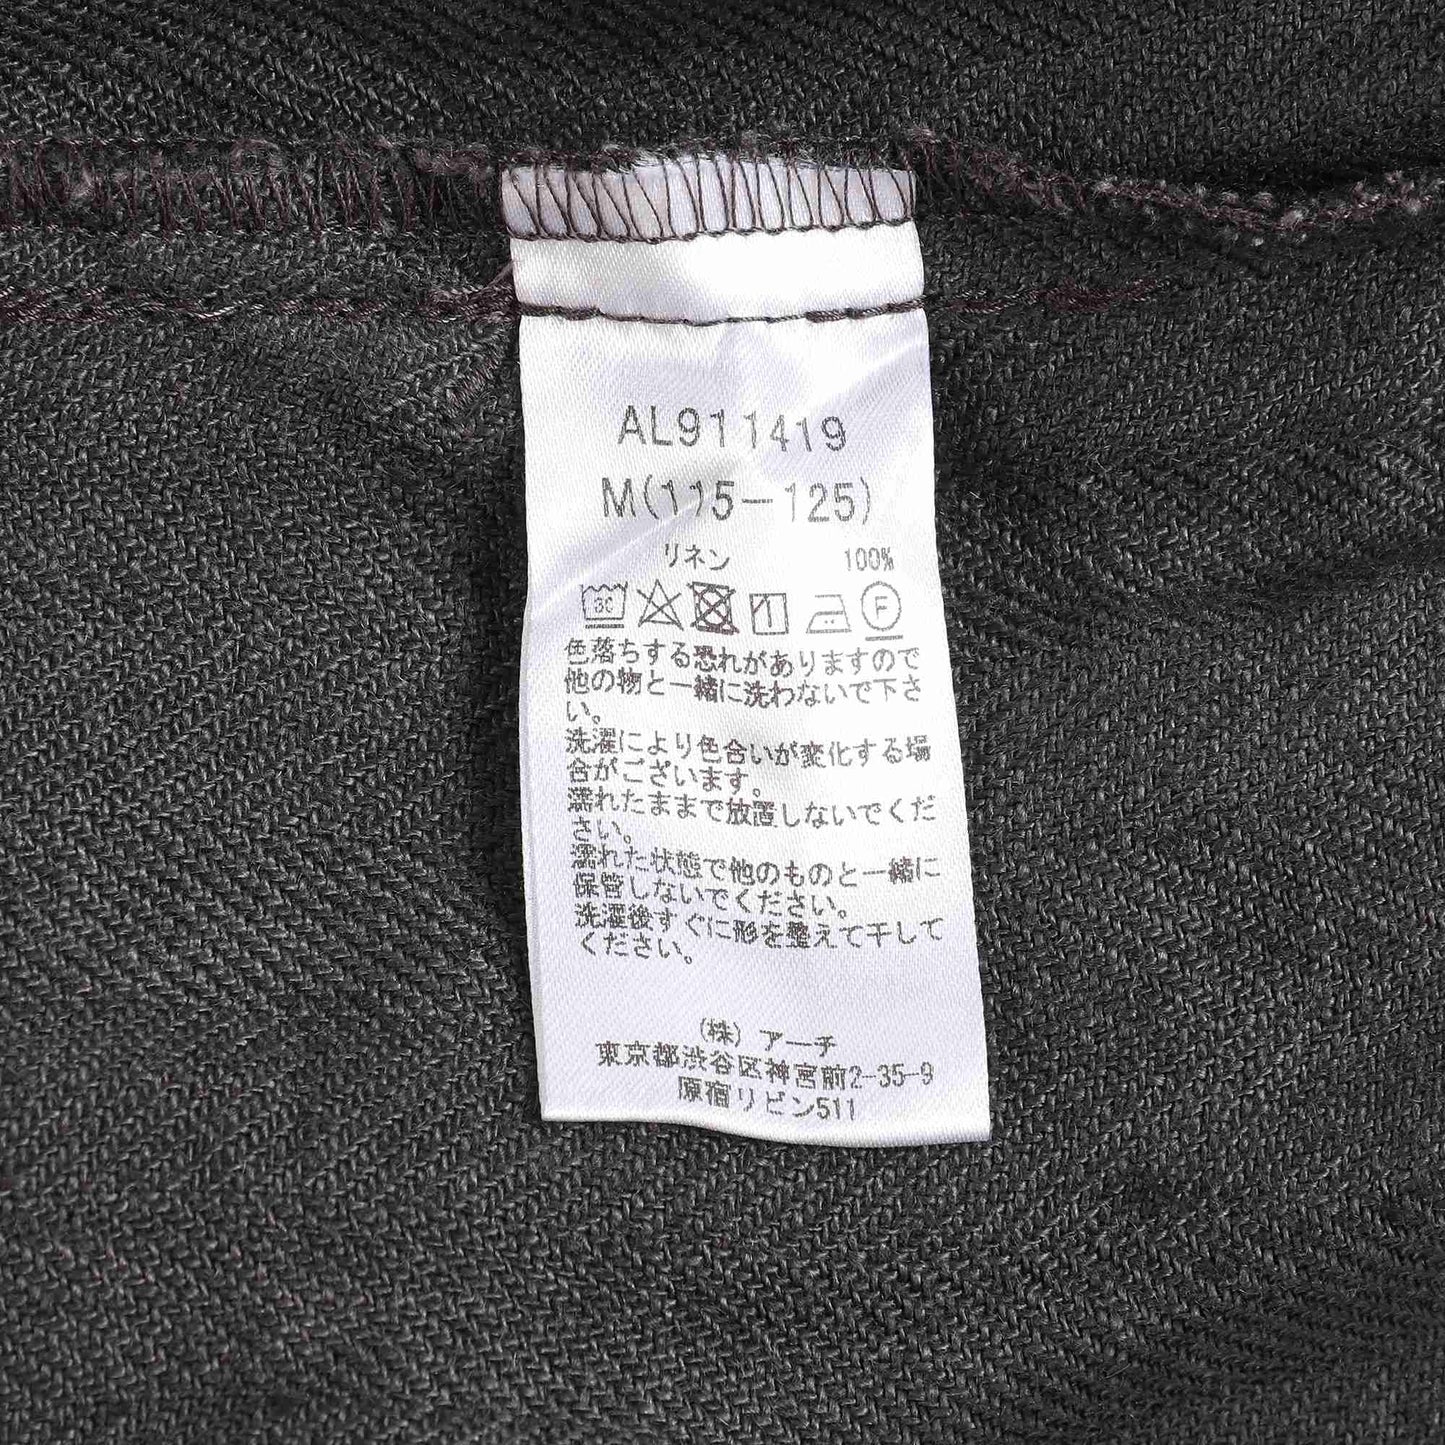 AL911419
M(115-125)
リネン 100%
30 1 F
色落ちする恐れがありますので
他の物と一緒に洗わないで下さ
い。
洗濯により色合いが変化する場
合がございます。
濡れたままで放置しないでくだ
さい。
濡れた状態で他のものと一緒に
保管しないでください。
洗濯後すぐに形を整えて干して
ください。
(株) アーチ
東京都渋谷区神宮前2-35-9
原宿リビン511